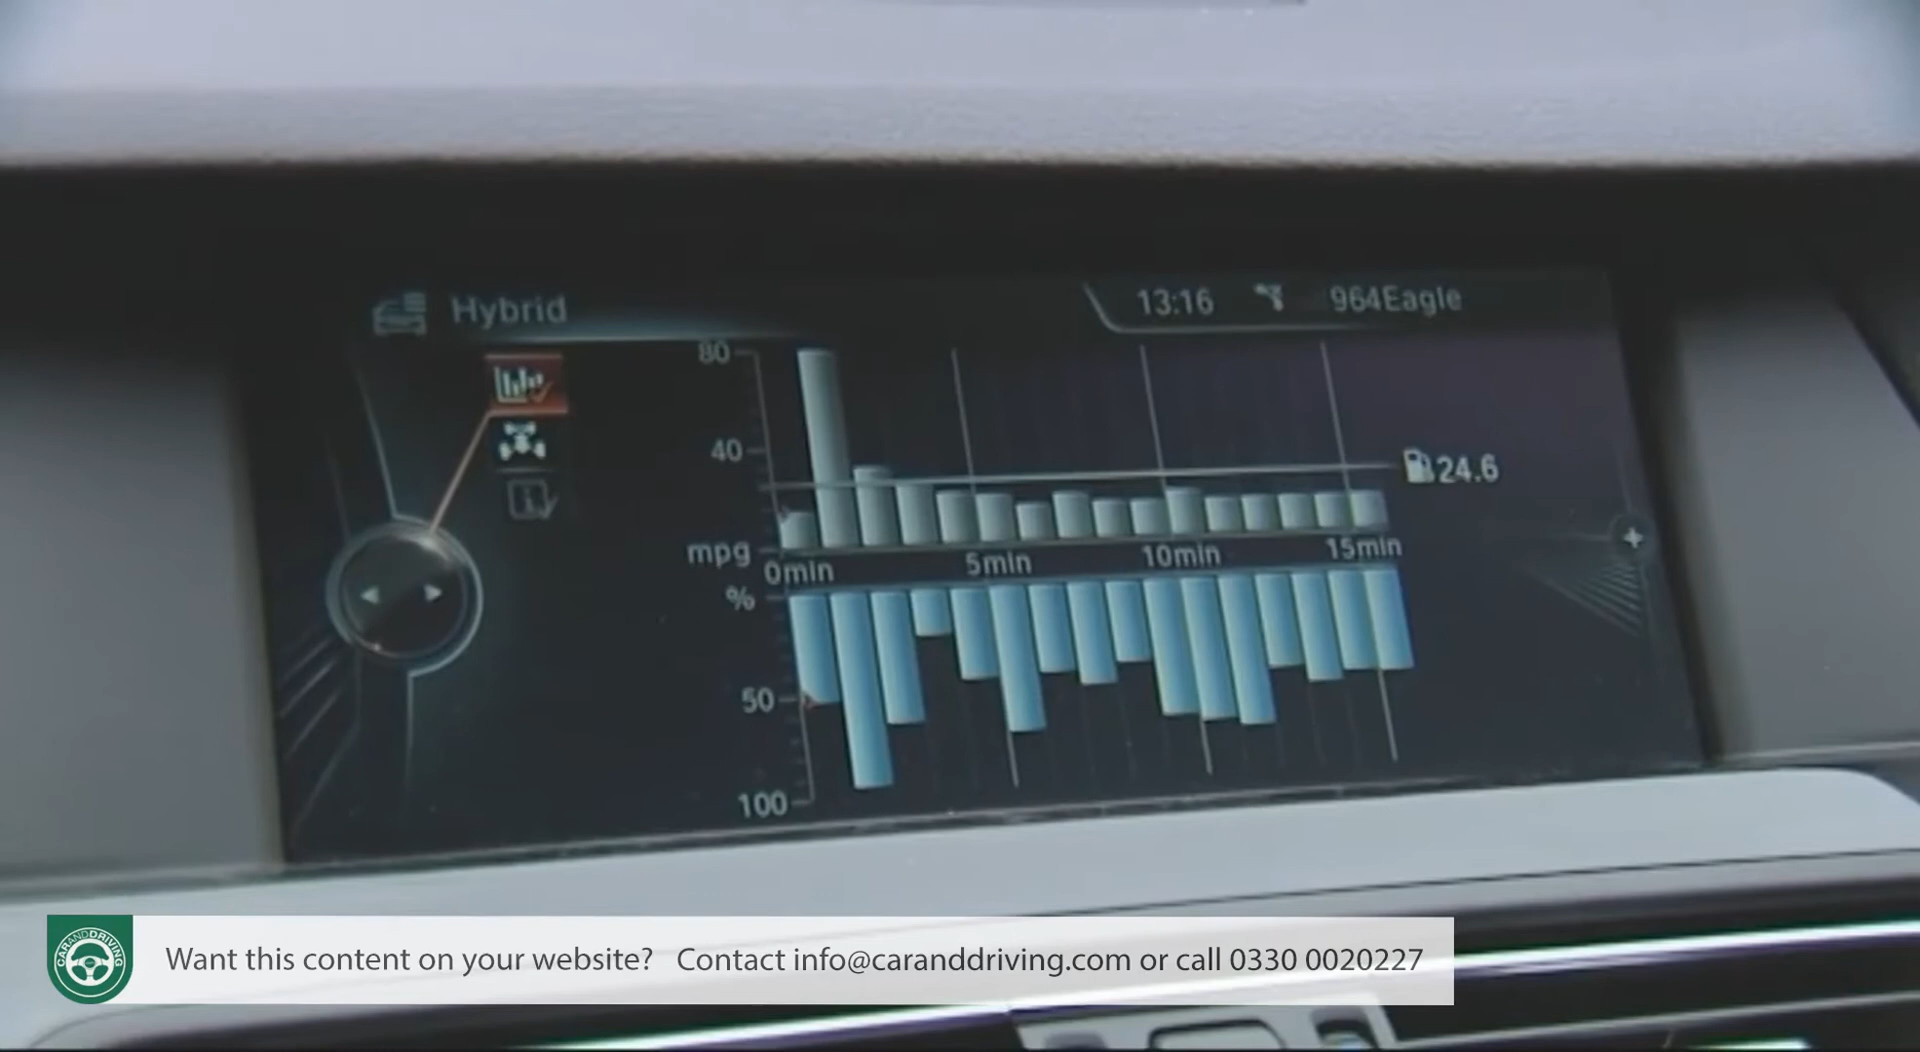 Hybrid
13:16 964Eagle
80
40
24.6
mpg
0min 5min 10min 15min
%
50
100
CARANDDRIVING
Want this content on your website? Contact info@caranddriving.com or call 0330 0020227